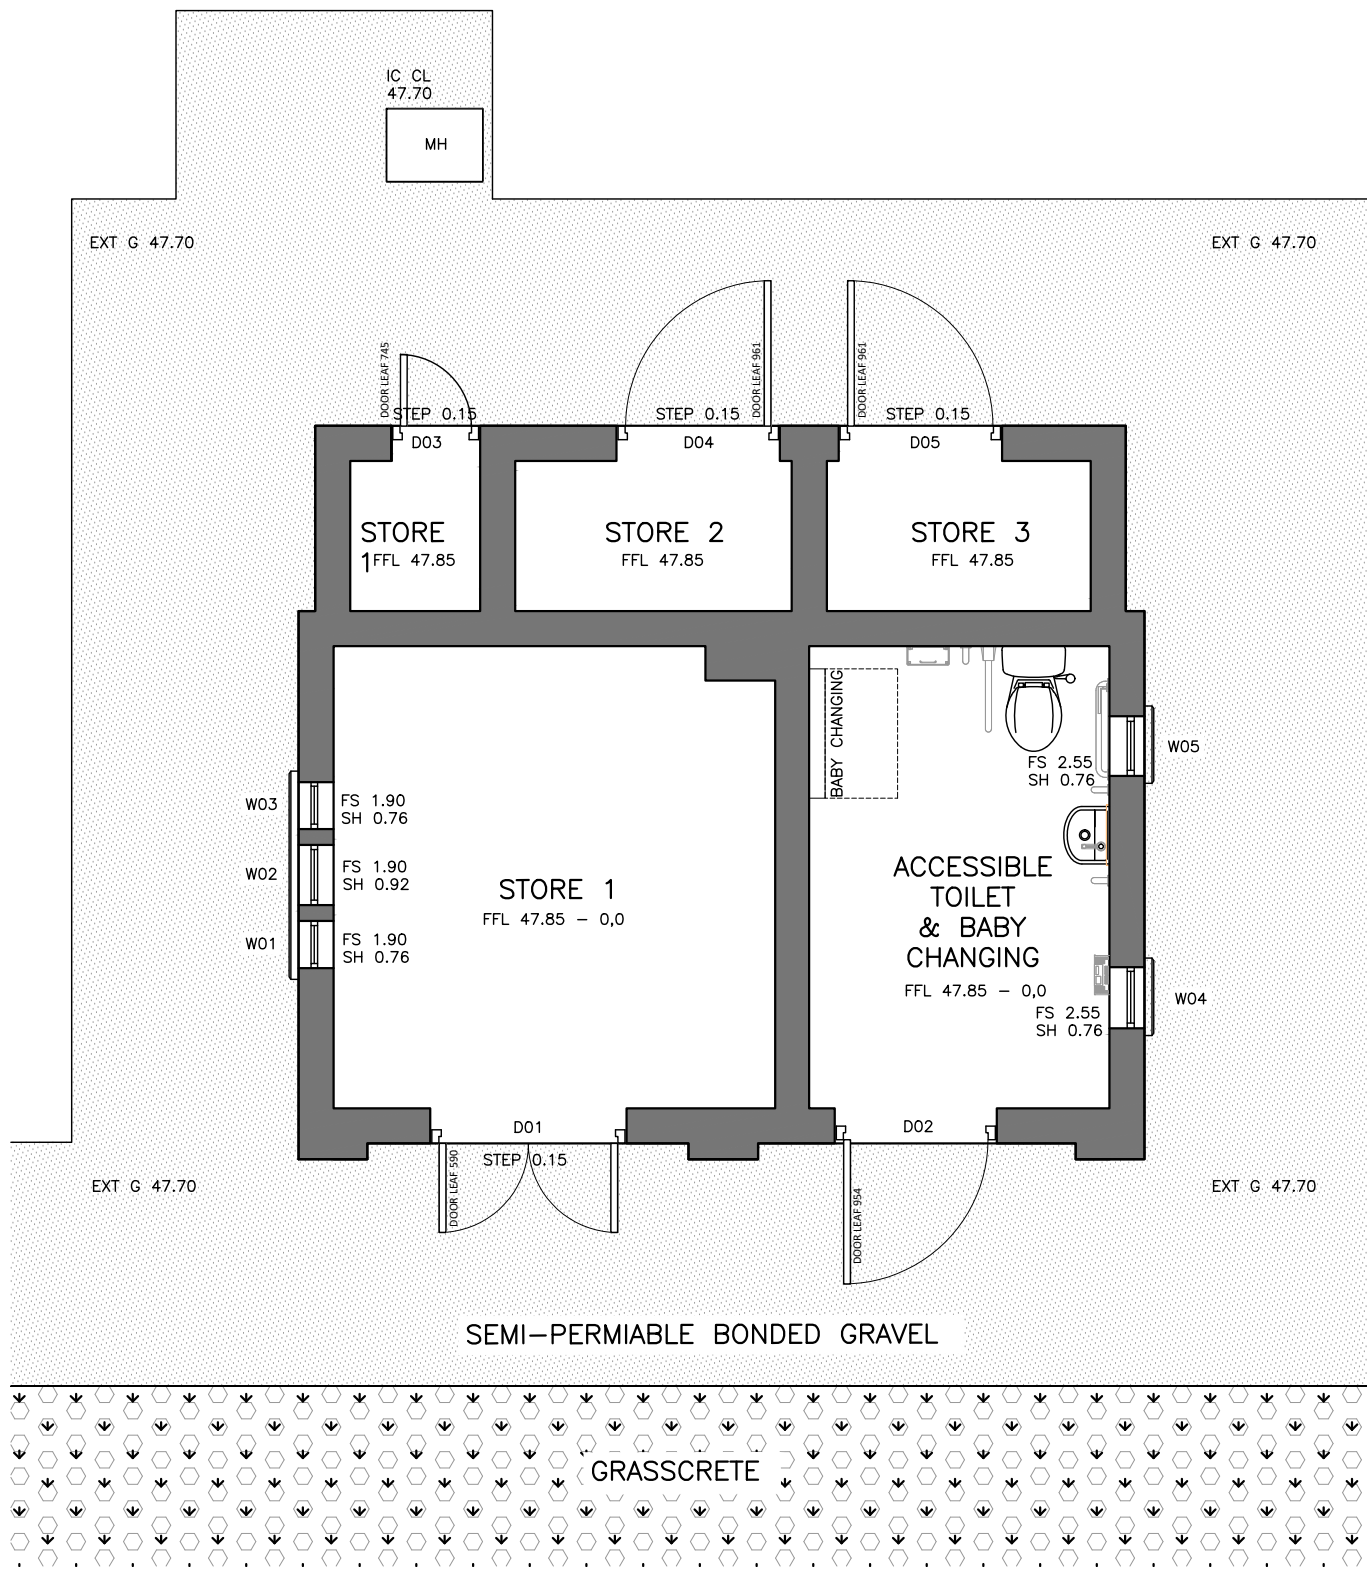 IC CL
47.70
MH
EXT G 47.70
EXT G 47.70
DOOR LEAF 745
DOOR LEAF 961
DOOR LEAF 961
STEP 0.15
STEP 0.15
STEP 0.15
D03
D04
D05
STORE
1
FFL 47.85
STORE 2
FFL 47.85
STORE 3
FFL 47.85
BABY CHANGING
W05
FS 2.55
SH 0.76
W03
FS 1.90
SH 0.76
W02
FS 1.90
SH 0.92
W01
FS 1.90
SH 0.76
STORE 1
FFL 47.85 – 0,0
ACCESSIBLE
TOILET
& BABY
CHANGING
FFL 47.85 – 0,0
W04
FS 2.55
SH 0.76
D01
D02
STEP 0.15
DOOR LEAF 590
DOOR LEAF 954
EXT G 47.70
EXT G 47.70
SEMI–PERMIABLE BONDED GRAVEL
GRASSCRETE